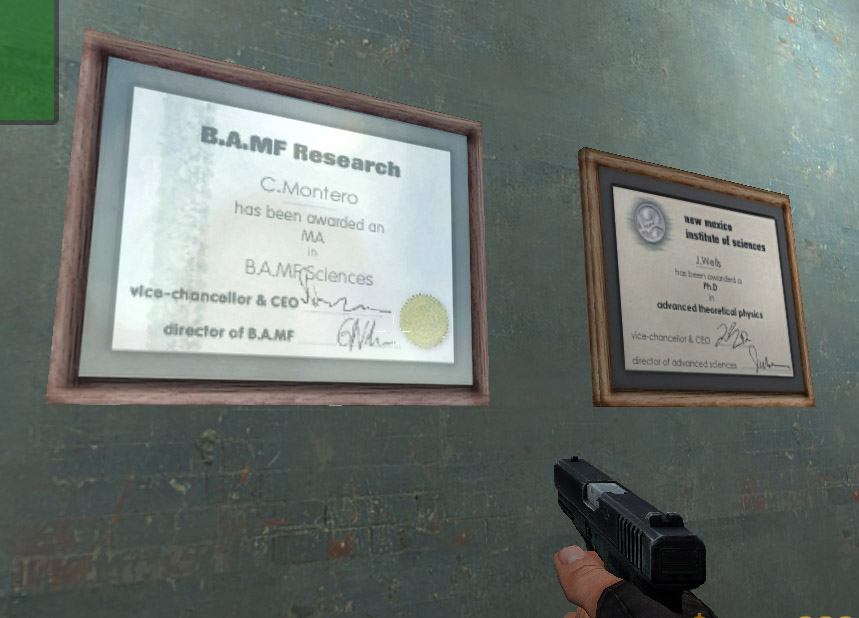 B.A.MF Research
C.Montero
has been awarded an
MA
in
B.A.MF Sciences
vice-chancellor & CEO
director of B.A.MF
new mexico
institute of sciences
J.Wells
has been awarded a
Ph.D
in
advanced theoretical physics
vice-chancellor & CEO
director of advanced sciences